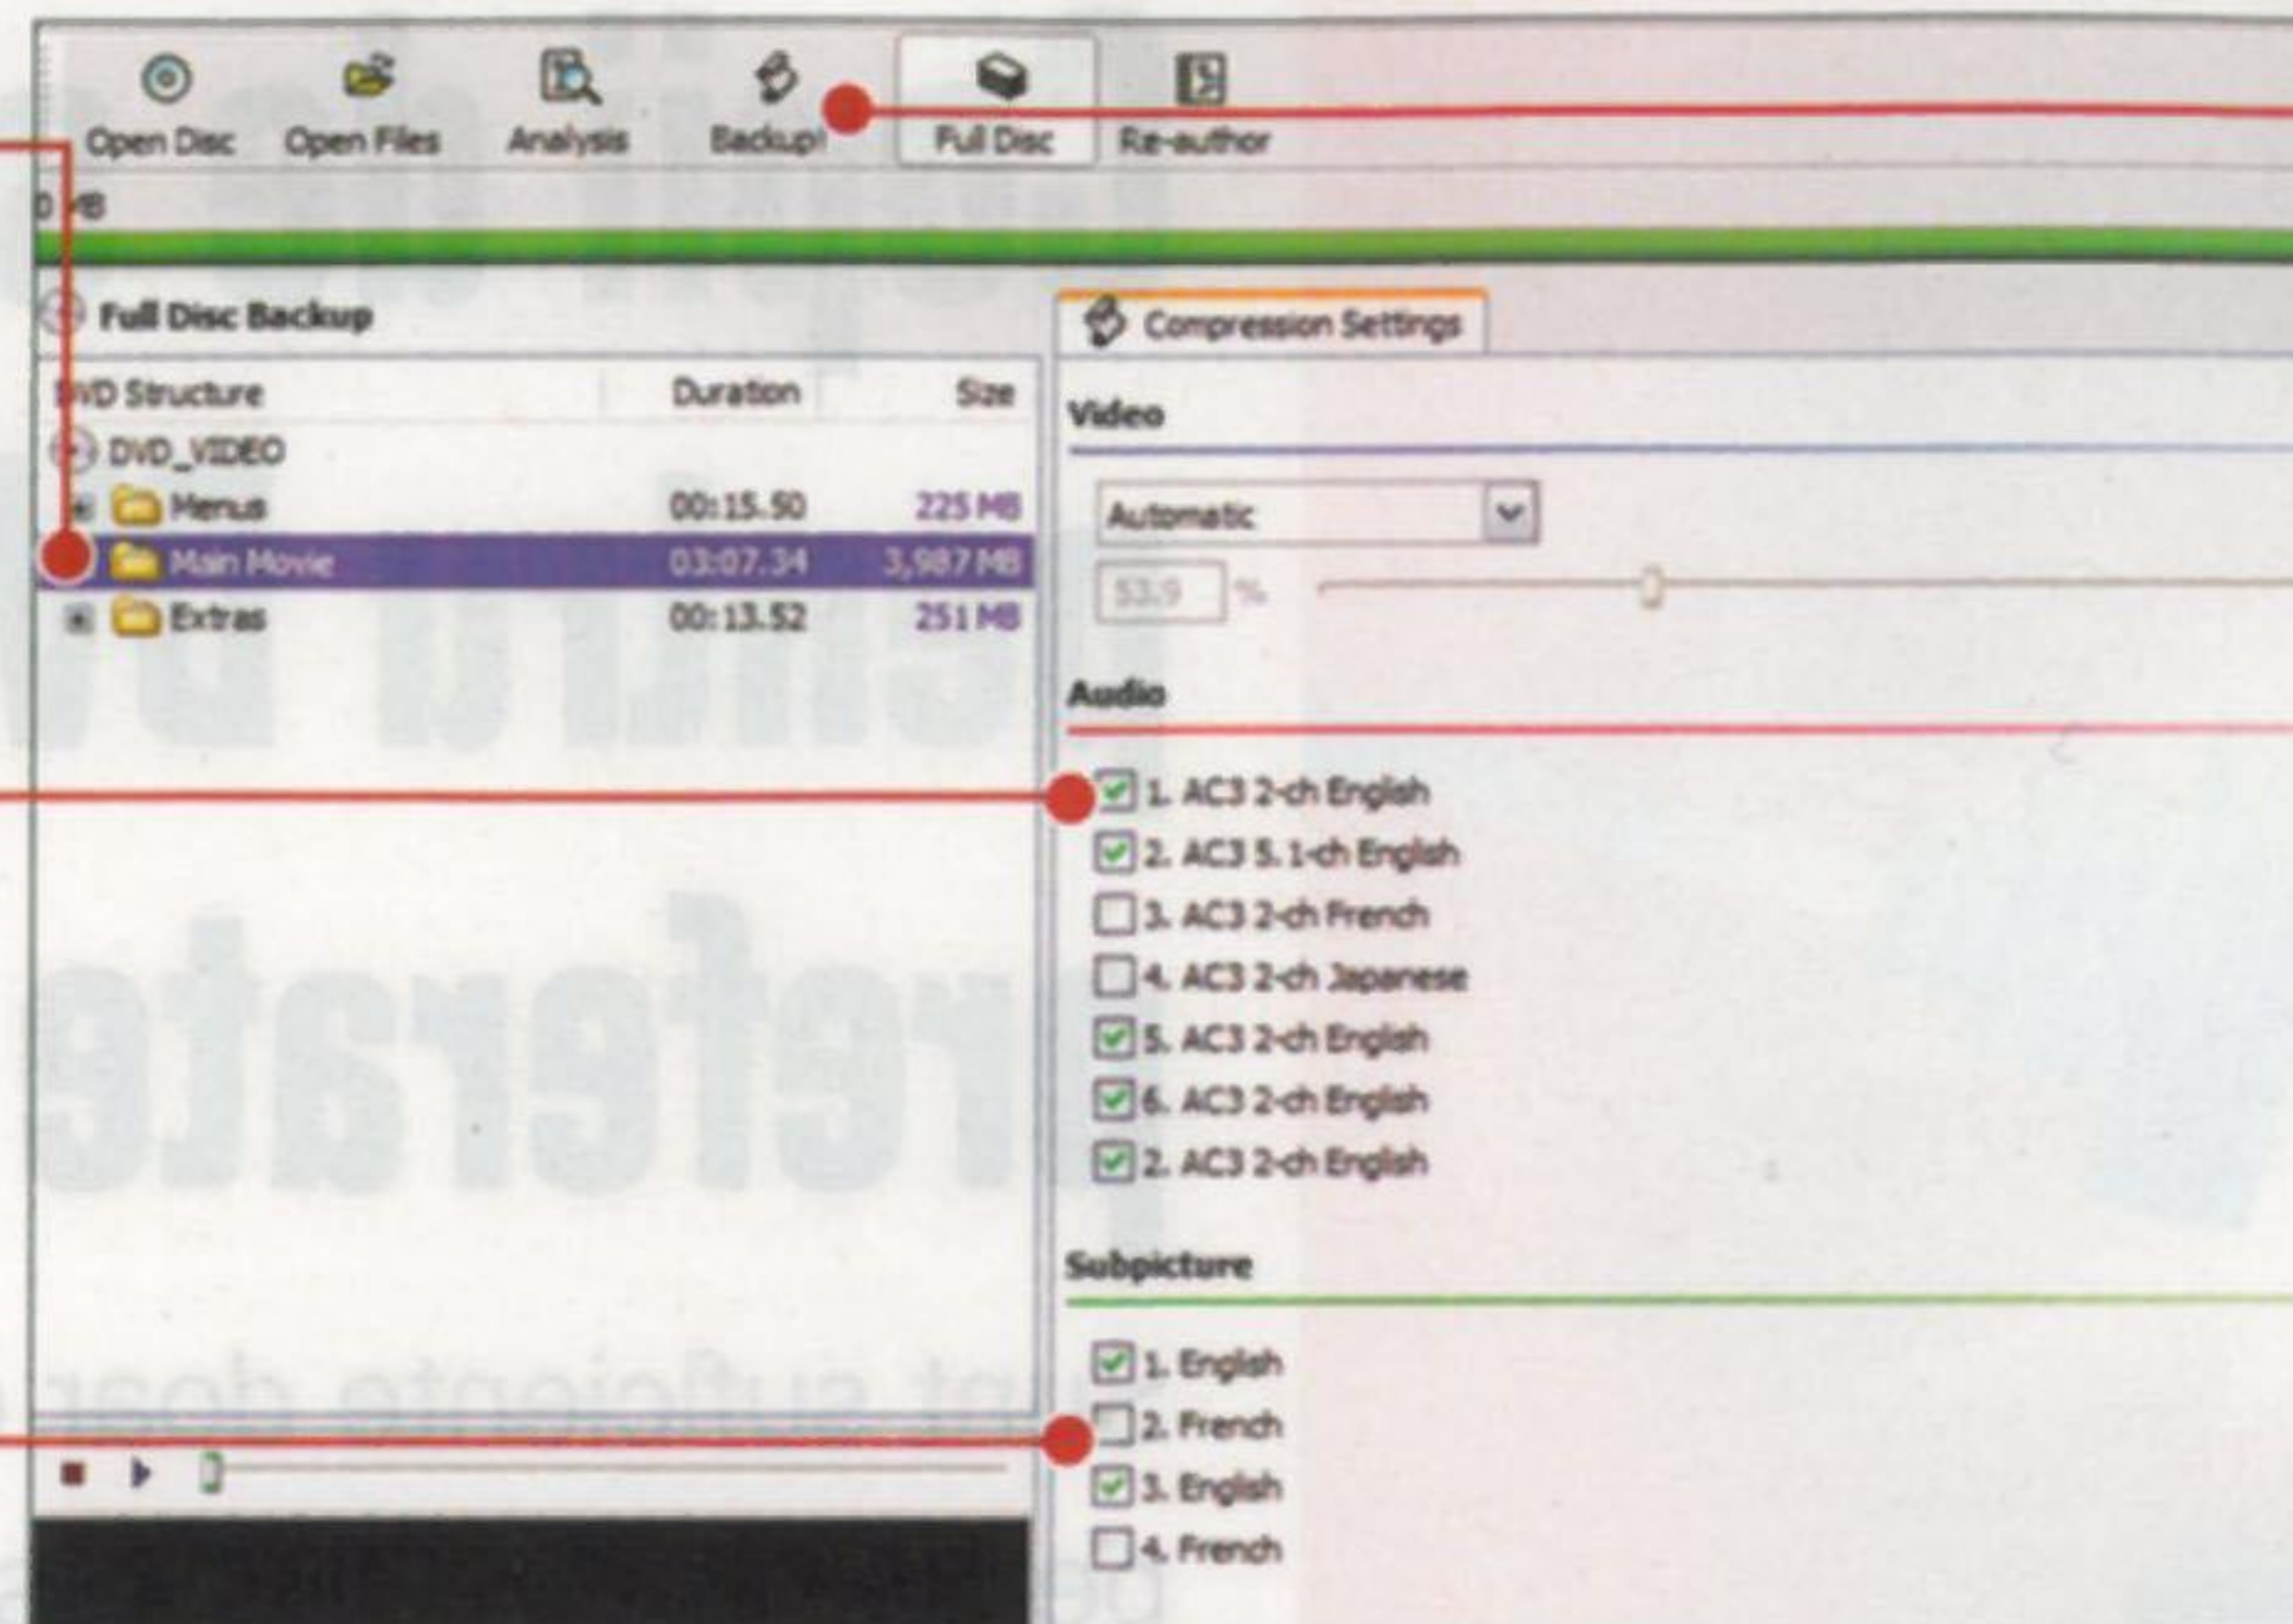 Open Disc Open Files Analysis Backup! Full Disc Re-author
0 MB
Full Disc Backup
DVD Structure Duration Size
DVD_VIDEO
Menus 00:15.50 225 MB
Main Movie 03:07.34 3,987 MB
Extras 00:13.52 251 MB
Compression Settings
Video
Automatic
53.9 %
Audio
1. AC3 2-ch English
2. AC3 5.1-ch English
3. AC3 2-ch French
4. AC3 2-ch Japanese
5. AC3 2-ch English
6. AC3 2-ch English
2. AC3 2-ch English
Subpicture
1. English
2. French
3. English
4. French